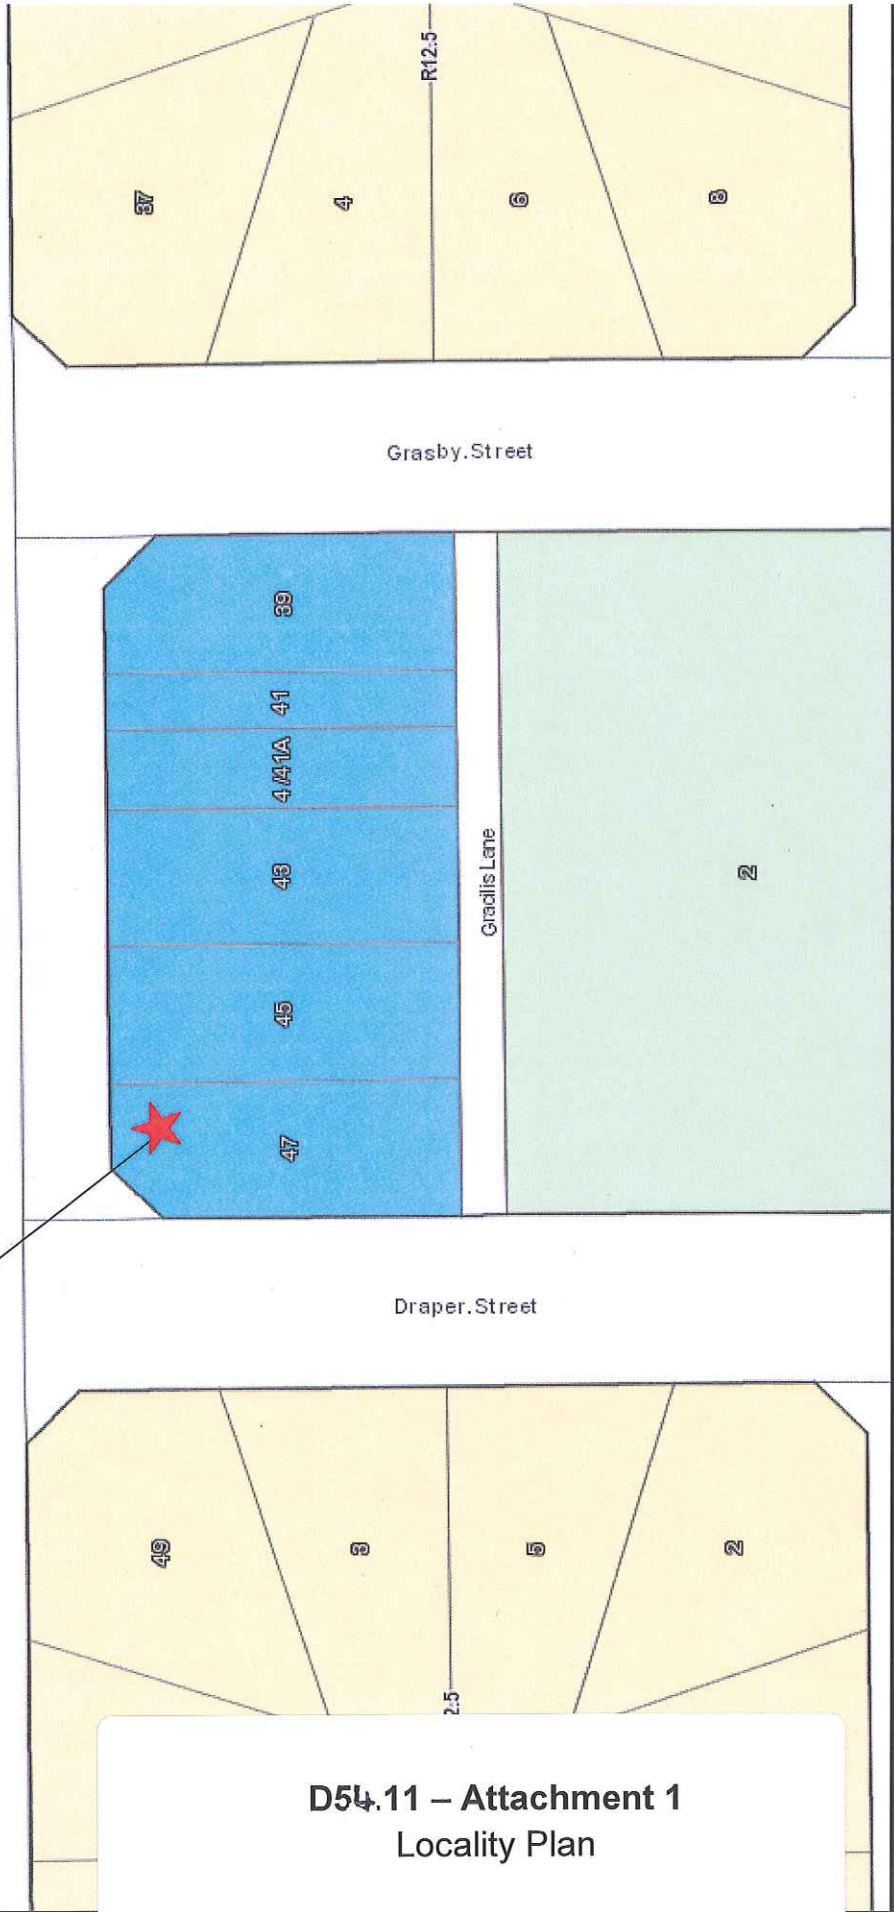 R12.5
37
4
6
8
Grasby.Street
39
41
4/41A
43
45
47
Gracilis Lane
2
Draper.Street
49
3
5
2
2.5
D54.11 – Attachment 1
Locality Plan